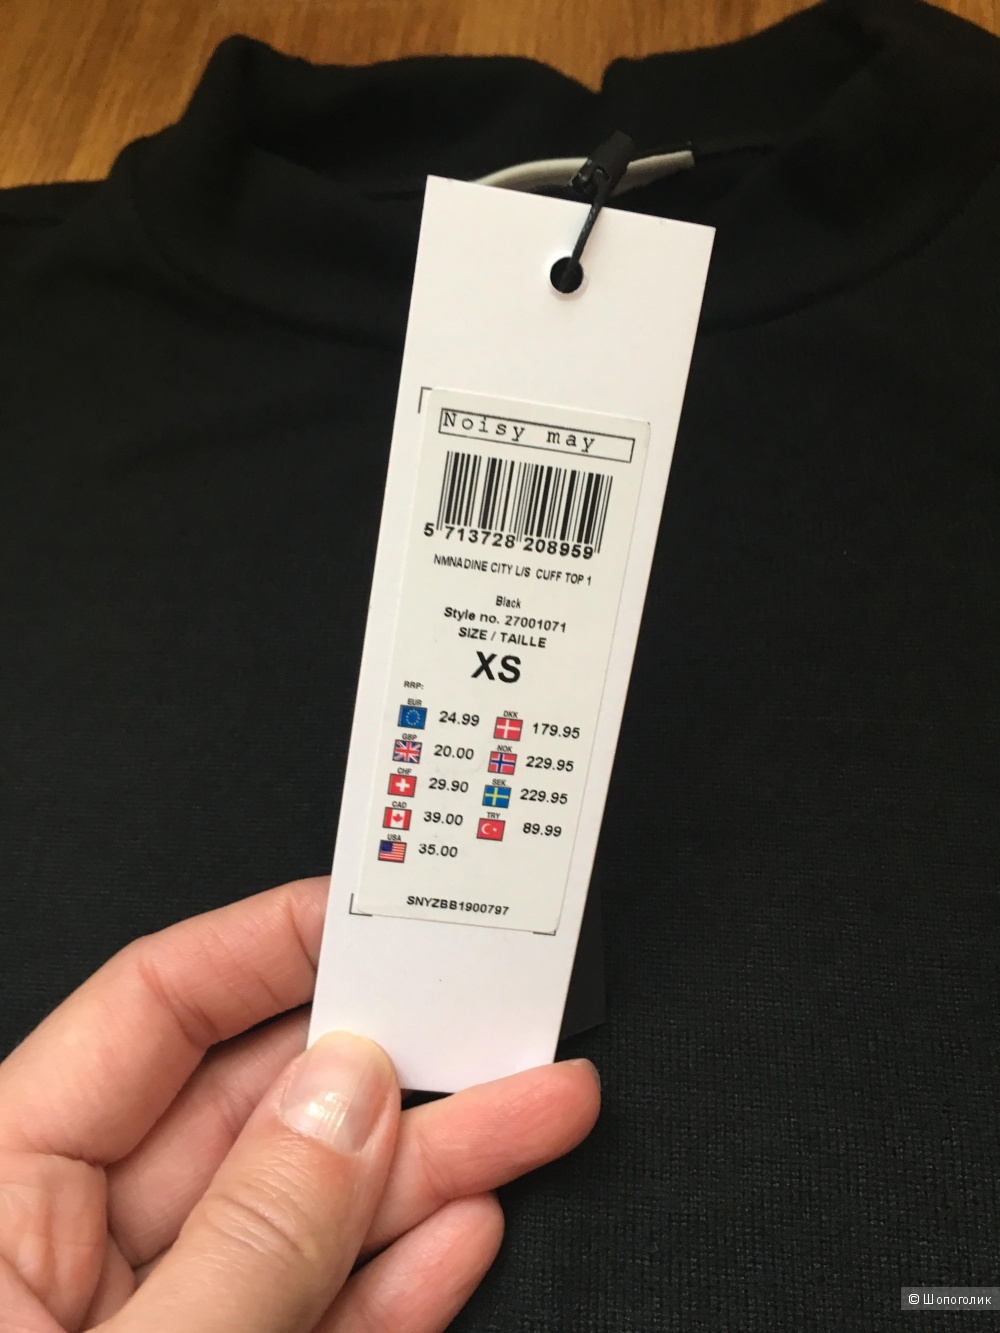 Noisy may
5 713728 208959
NMNADINE CITY L/S CUFF TOP 1
Black
Style no. 27001071
SIZE / TAILLE
XS
RRP:
EUR 24.99 DKK 179.95
GBP 20.00 NOK 229.95
CHF 29.90 SEK 229.95
CAD 39.00 TRY 89.99
USA 35.00
SNYZBB1900797
© Шопоголик